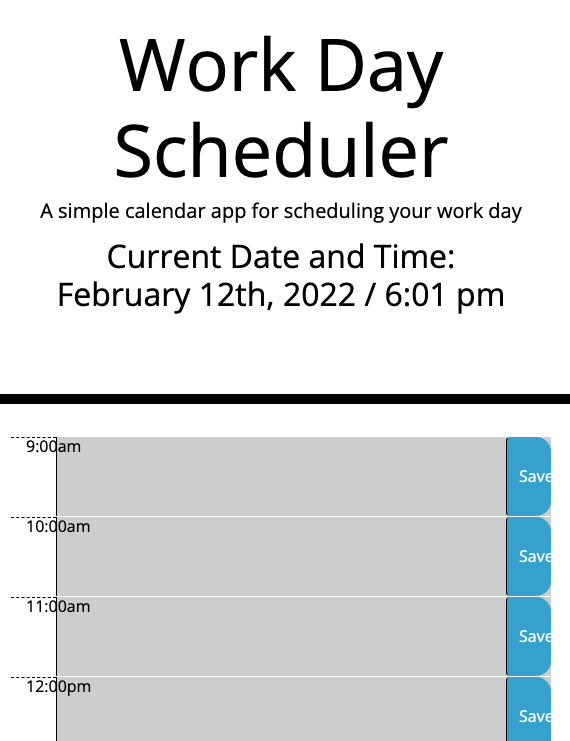 Work Day
Scheduler
A simple calendar app for scheduling your work day
Current Date and Time:
February 12th, 2022 / 6:01 pm
9:00am
Save
10:00am
Save
11:00am
Save
12:00pm
Save